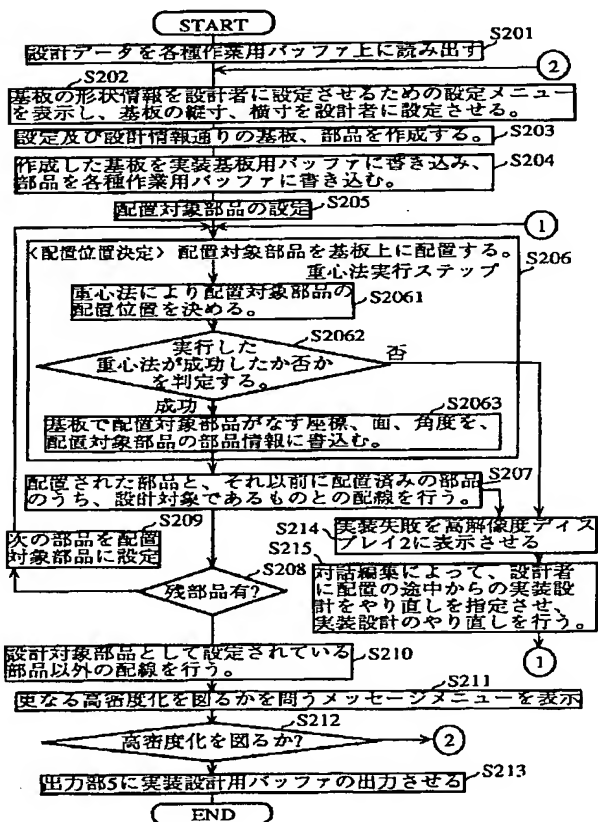 START
設計データを各種作業用バッファ上に読み出す
S201
②
S202
基板の形状情報を設計者に設定させるための設定メニュー
を表示し、基板の縦寸、横寸を設計者に設定させる。
S203
設定及び設計情報通りの基板、部品を作成する。
S204
作成した基板を実装基板用バッファに書き込み、
部品を各種作業用バッファに書き込む。
S205
配置対象部品の設定
①
<配置位置決定> 配置対象部品を基板上に配置する。
S206
重心法実行ステップ
重心法により配置対象部品の
配置位置を決める。
S2061
S2062
実行した
重心法が成功したか否か
を判定する。
否
成功
S2063
基板で配置対象部品がなす座標、面、角度を、
配置対象部品の部品情報に書込む。
S207
配置された部品と、それ以前に配置済みの部品
のうち、設計対象であるものとの配線を行う。
S209
次の部品を配置
対象部品に設定
S208
残部品有?
S214
実装失敗を高解像度ディス
プレイ2に表示させる
S215
対話編集によって、設計者
に配置の途中からの実装設
計をやり直しを指定させ、
実装設計のやり直しを行う。
①
設計対象部品として設定されている
部品以外の配線を行う。
S210
S211
更なる高密度化を図るかを問うメッセージメニューを表示
S212
高密度化を図るか?
②
出力部5に実装設計用バッファの出力させる
S213
END